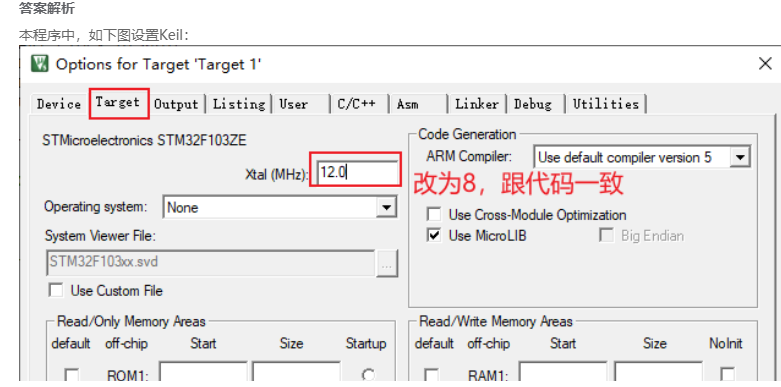 答案解析
本程序中，如下图设置Keil：
Options for Target 'Target 1'
Device Target Output Listing User C/C++ Asm Linker Debug Utilities
STMicroelectronics STM32F103ZE
Xtal (MHz): 12.0
Operating system: None
System Viewer File:
STM32F103xx.svd ...
Use Custom File
Code Generation
ARM Compiler: Use default compiler version 5
改为8，跟代码一致
Use Cross-Module Optimization
Use MicroLIB Big Endian
Read/Only Memory Areas
default off-chip Start Size Startup
ROM1:
Read/Write Memory Areas
default off-chip Start Size NoInit
RAM1: